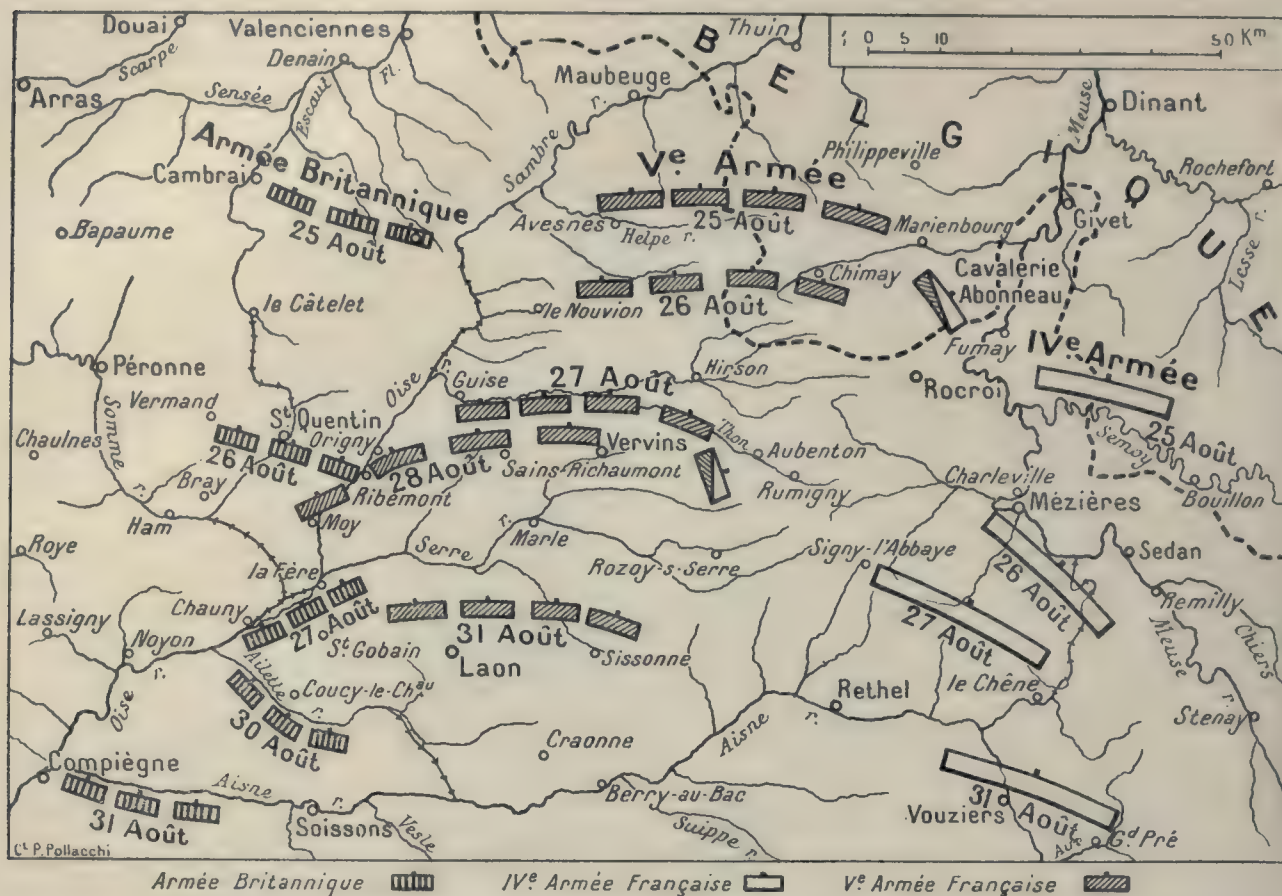 Douai
Valenciennes
Thuin
BELGIQUE
1 0 5 10 50 Km
Scarpe
Denain
Fl.
Maubeuge
r.
Arras
Sensée
Escaut
Meuse
Dinant
Armée Britannique
Cambrai
25 Août
Sambre
Ve Armée
Philippeville
Rochefort
Bapaume
Avesnes
Helpe r.
25 Août
Marienbourg
Givet
Lesse r.
le Câtelet
le Nouvion
26 Août
Chimay
Cavalerie
Abonneau
Fumay
IVe Armée
Péronne
Oise r.
Guise
27 Août
Hirson
Rocroi
25 Août
Vermand
St Quentin
Somme r.
Chaulnes
26 Août
Origny
28 Août
Vervins
Thon
Aubenton
Semoy
Bray
Sains-Richaumont
Rumigny
Charleville
Bouillon
Ribémont
Mézières
Ham
Moy
Marle
r.
Roye
Serre
Rozoy-s-Serre
Signy-l'Abbaye
Sedan
la Fère
26 Août
Lassigny
Chauny
27 Août
31 Août
27 Août
Remilly
Chiers
Noyon
r.
St Gobain
Laon
Sissonne
Meuse r.
Ailette r.
Coucy-le-Chau
Rethel
le Chêne
Oise
30 Août
Craonne
Aisne r.
Stenay
Compiègne
Aisne r.
Berry-au-Bac
31 Août
31 Août
Soissons
Vesle
Suippe r.
Vouziers
Gd Pré
Cl. P. Pollacchi
Armée Britannique
IVe Armée Française
Ve Armée Française